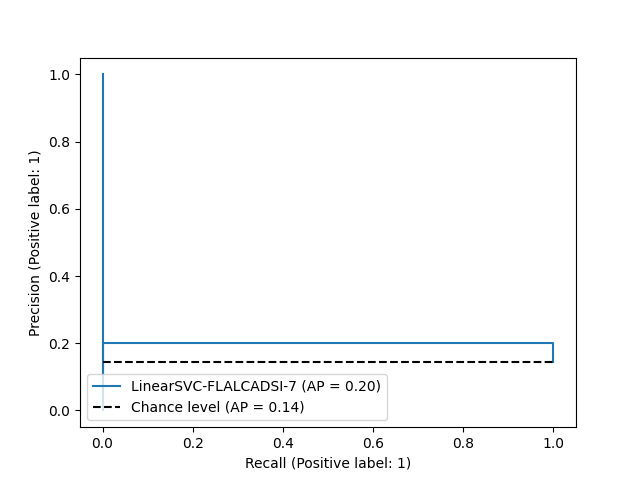 1.0
0.8
0.6
0.4
0.2
0.0
Precision (Positive label: 1)
LinearSVC-FLALCADSI-7 (AP = 0.20)
Chance level (AP = 0.14)
0.0 0.2 0.4 0.6 0.8 1.0
Recall (Positive label: 1)